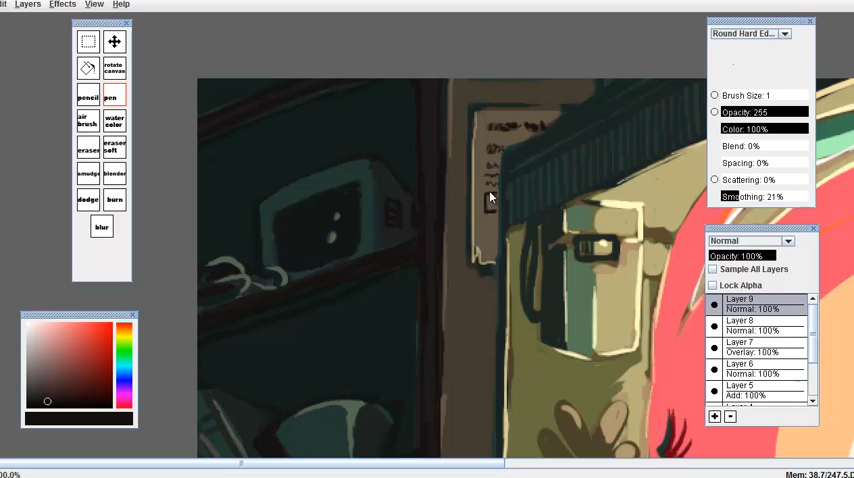 dit Layers Effects View Help
rotate canvas
pencil pen
air brush water color
eraser eraser soft
smudge blender
dodge burn
blur
Round Hard Ed...
Brush Size: 1
Opacity: 255
Color: 100%
Blend: 0%
Spacing: 0%
Scattering: 0%
Smoothing: 21%
Normal
Opacity: 100%
Sample All Layers
Lock Alpha
Layer 9
Normal: 100%
Layer 8
Normal: 100%
Layer 7
Overlay: 100%
Layer 6
Normal: 100%
Layer 5
Add: 100%
00.0%
Mem: 38.7/247.5.D